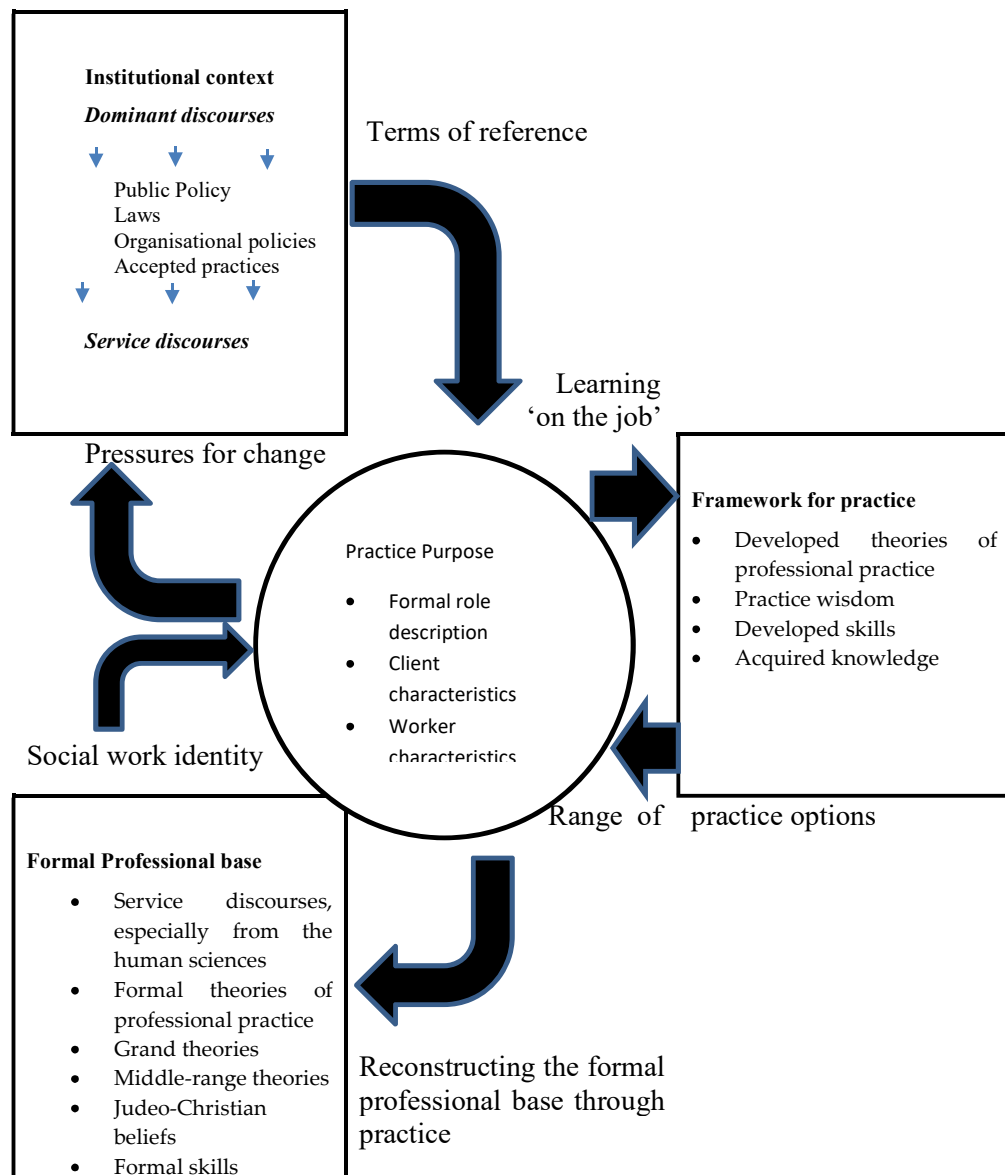 Institutional context
Dominant discourses
Public Policy
Laws
Organisational policies
Accepted practices
Service discourses
Terms of reference
Learning
‘on the job’
Pressures for change
Framework for practice
• Developed theories of
professional practice
• Practice wisdom
• Developed skills
• Acquired knowledge
Practice Purpose
• Formal role
description
• Client
characteristics
• Worker
characteristics
Social work identity
Range of practice options
Formal Professional base
• Service discourses,
especially from the
human sciences
• Formal theories of
professional practice
• Grand theories
• Middle-range theories
• Judeo-Christian
beliefs
• Formal skills
Reconstructing the formal
professional base through
practice